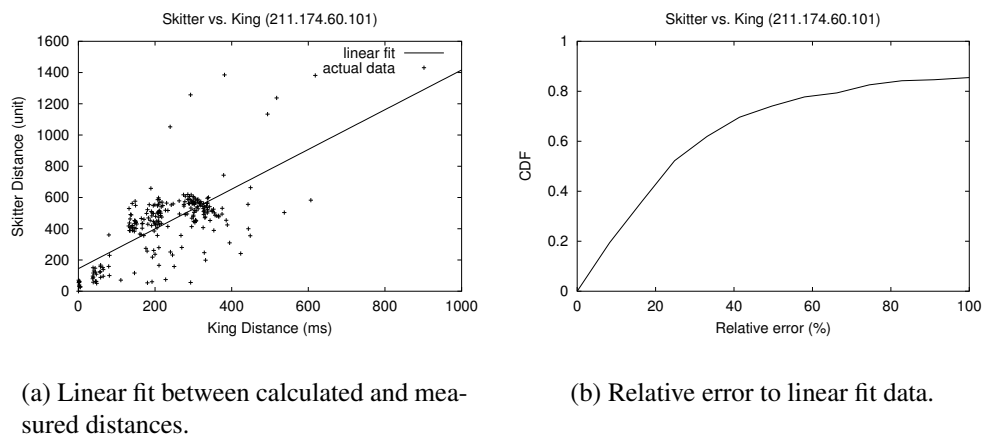 Skitter vs. King (211.174.60.101)
1600
1400
1200
1000
800
600
400
200
0
Skitter Distance (unit)
linear fit
actual data
0 200 400 600 800 1000
King Distance (ms)
(a) Linear fit between calculated and mea-
sured distances.
Skitter vs. King (211.174.60.101)
1
0.8
0.6
0.4
0.2
0
CDF
0 20 40 60 80 100
Relative error (%)
(b) Relative error to linear fit data.